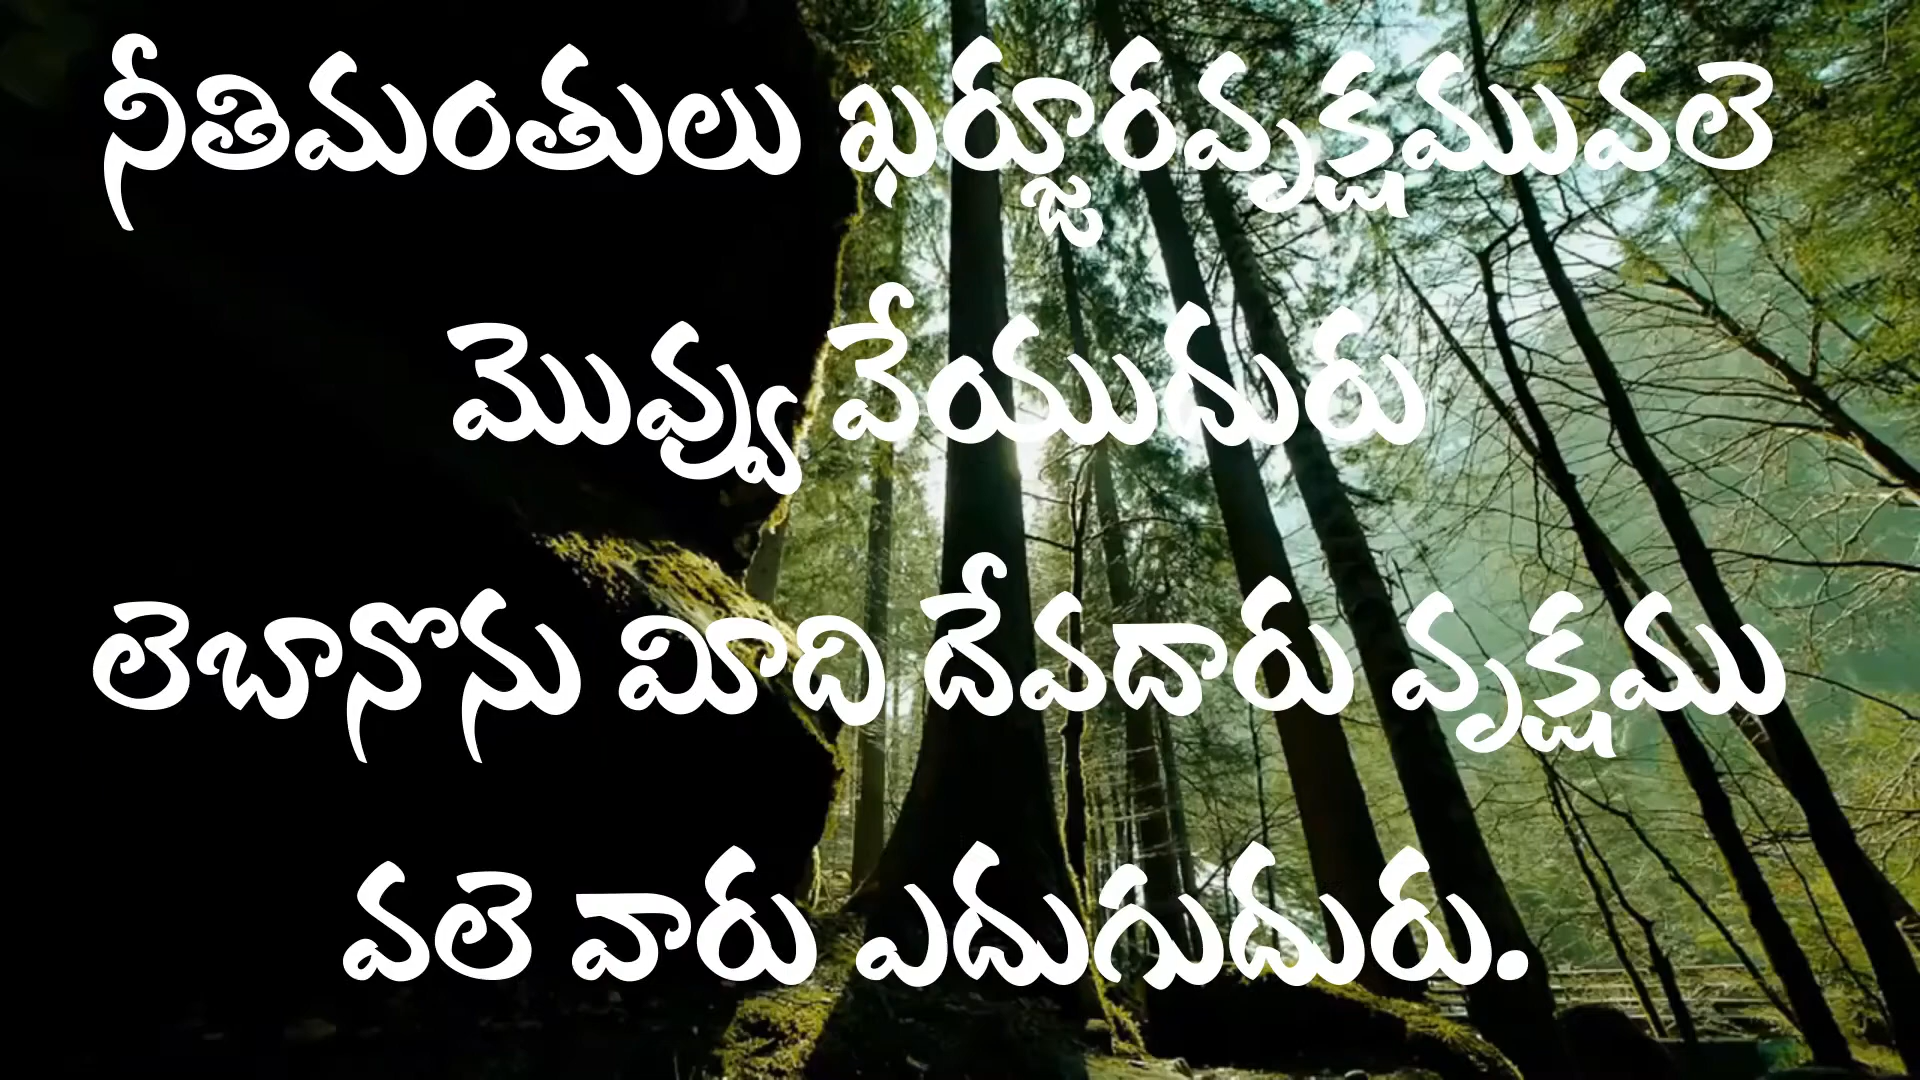 నీతిమంతులు ఖర్జూరవృక్షమువలె
మొవ్వు వేయుదురు
లెబానొను మీది దేవదారు వృక్షము
వలె వారు ఎదుగుదురు.